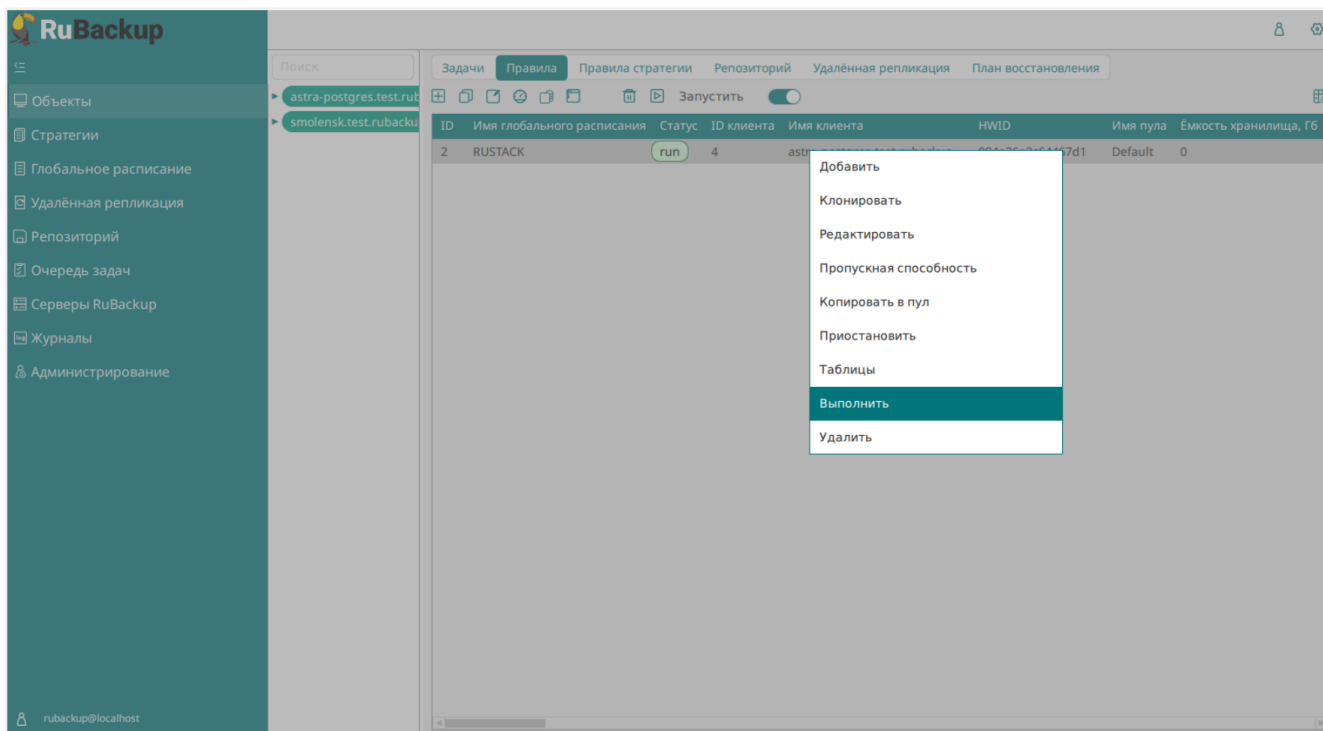 RuBackup
Объекты
Стратегии
Глобальное расписание
Удалённая репликация
Репозиторий
Очередь задач
Серверы RuBackup
Журналы
Администрирование
rubackup@localhost
Поиск
astra-postgres.test.rub
smolensk.test.rubacku
Задачи Правила Правила стратегии Репозиторий Удалённая репликация План восстановления
Запустить
ID Имя глобального расписания Статус ID клиента Имя клиента HWID Имя пула Ёмкость хранилища, Гб
2 RUSTACK run 4 Default 0
Добавить
Клонировать
Редактировать
Пропускная способность
Копировать в пул
Приостановить
Таблицы
Выполнить
Удалить